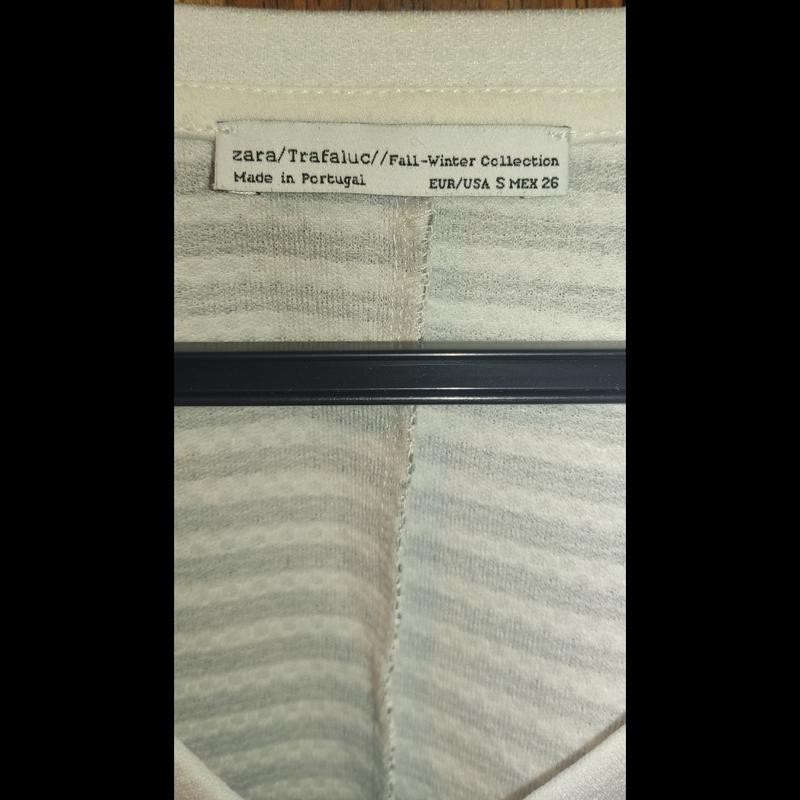 zara/Trafaluc//Fall-Winter Collection
Made in Portugal EUR/USA S MEX 26